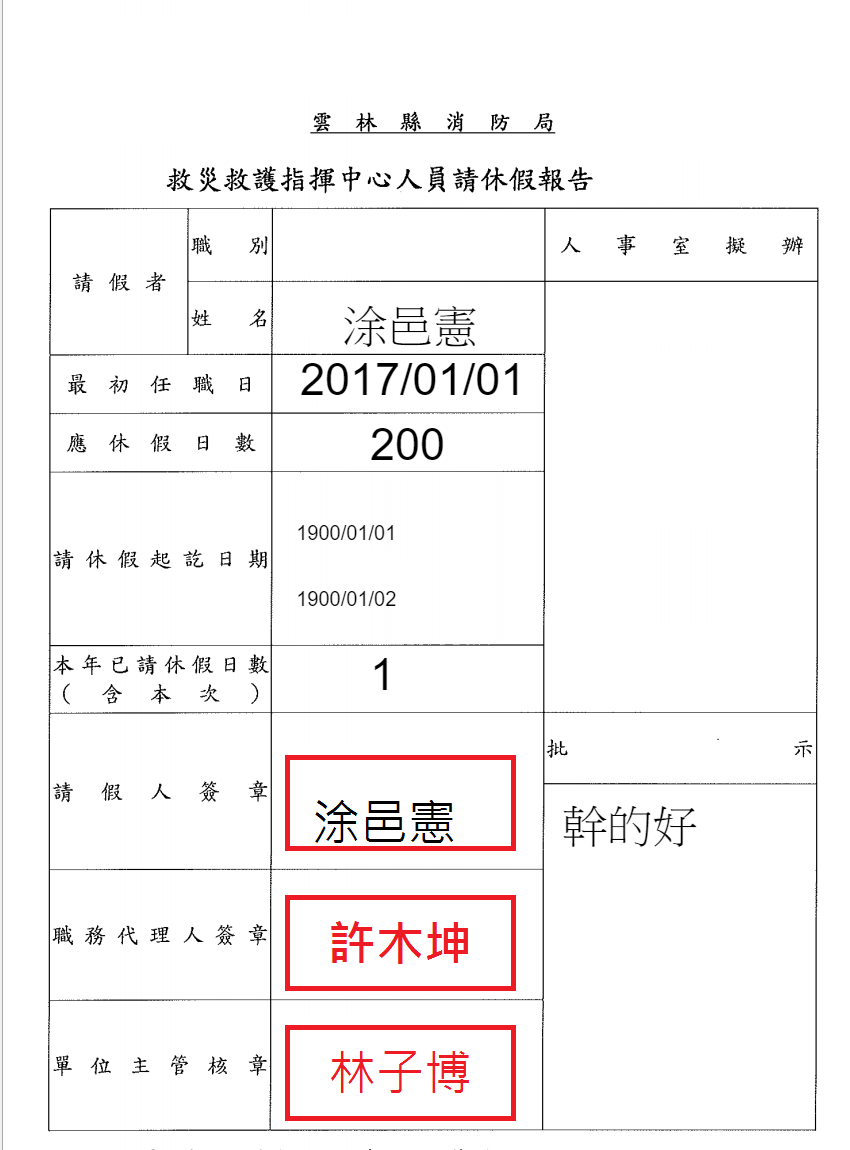 雲林縣消防局
救災救護指揮中心人員請休假報告
請假者
職別
人事室擬辦
姓名
涂邑憲
最初任職日
2017/01/01
應休假日數
200
請休假起訖日期
1900/01/01
1900/01/02
本年已請休假日數
（含本次）
1
請假人簽章
涂邑憲
批示
幹的好
職務代理人簽章
許木坤
單位主管核章
林子博